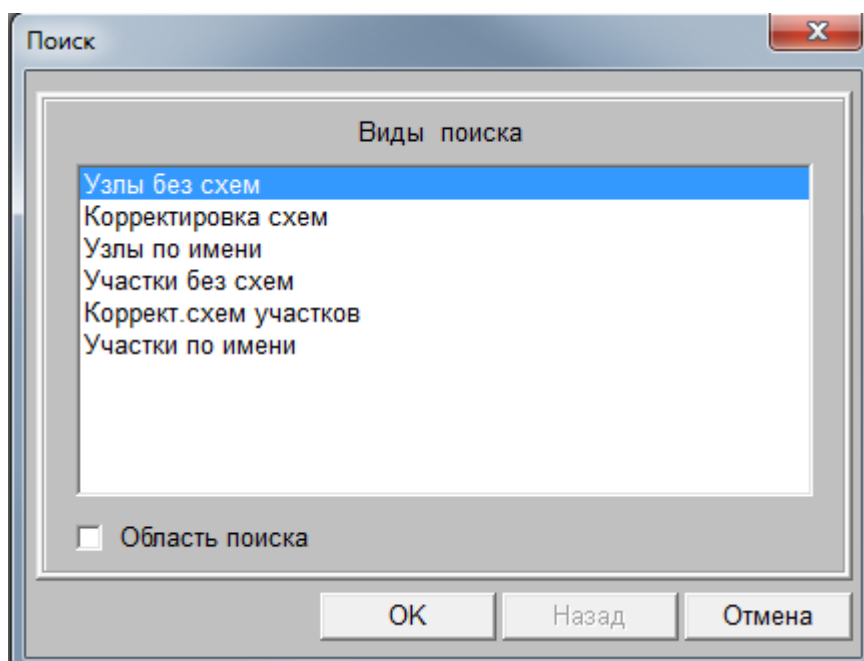 Поиск
Виды поиска
Узлы без схем
Корректировка схем
Узлы по имени
Участки без схем
Коррект.схем участков
Участки по имени
Область поиска
OK
Назад
Отмена